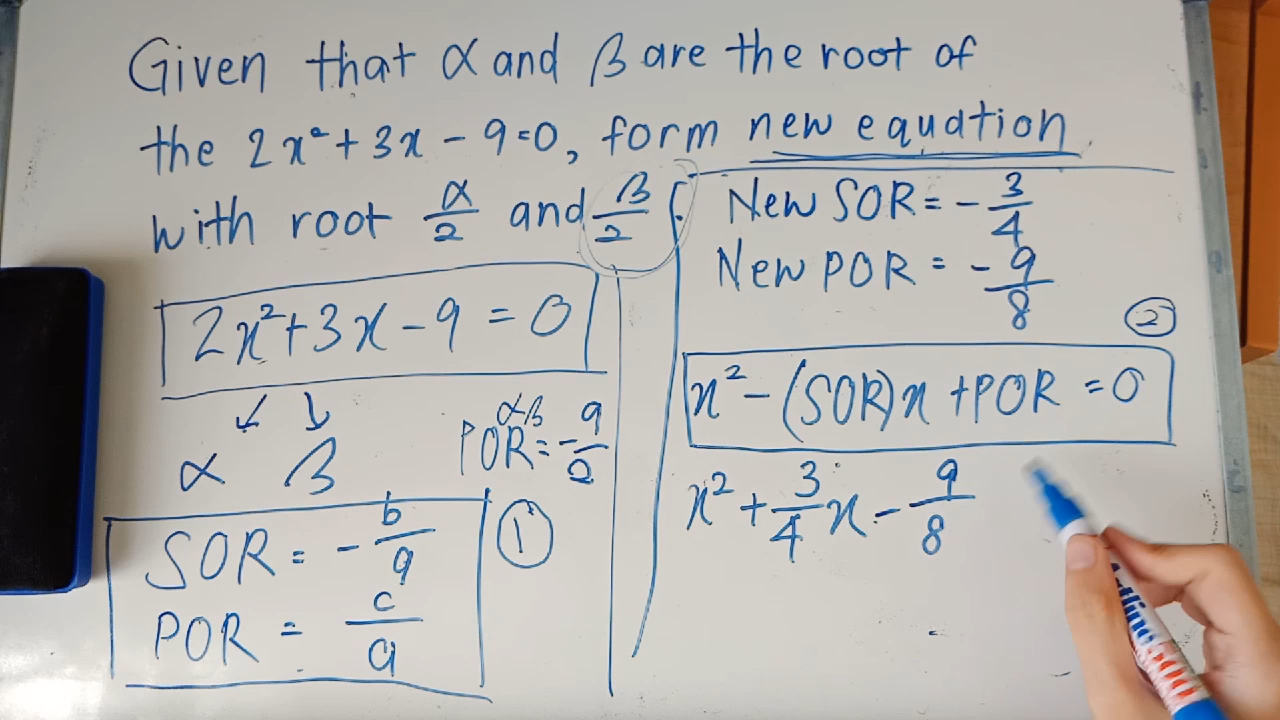 Given that α and β are the root of
the 2x²+3x-9=0, form new equation
with root α/2 and β/2.
2x²+3x-9=0
α β
αβ
POR=-9/2
SOR = -b/a
POR = c/a
①
New SOR = -3/4
New POR = -9/8
②
x²-(SOR)x+POR=0
x²+3/4x-9/8
Artline